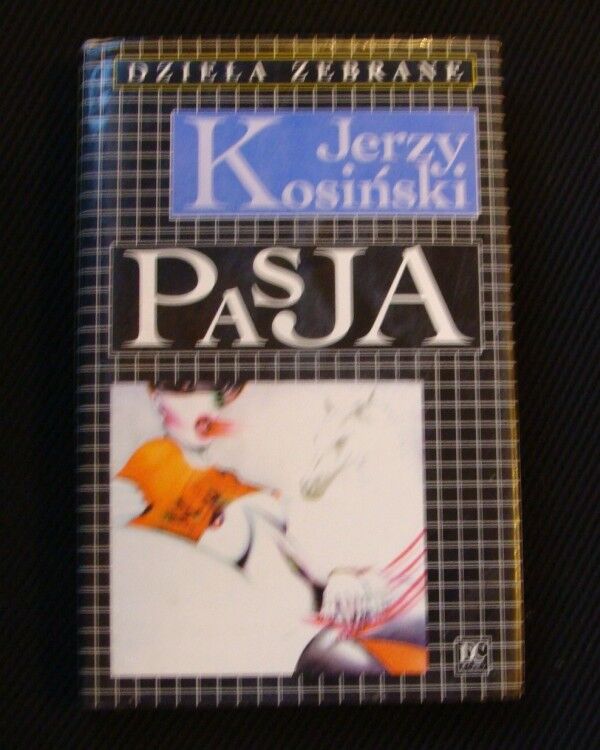 DZIEŁA ZEBRANE
Jerzy
Kosiński
PASJA